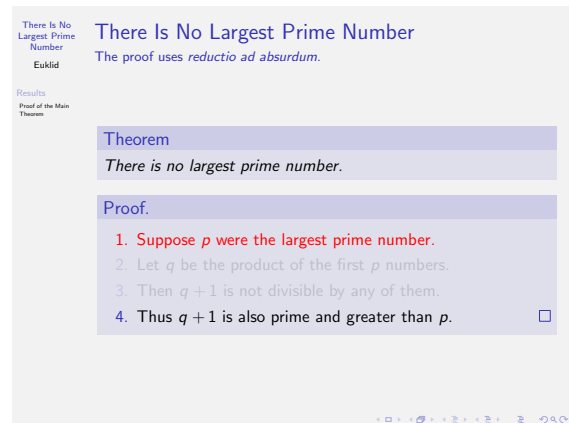 There Is No
Largest Prime
Number
Euklid
Results
Proof of the Main
Theorem
There Is No Largest Prime Number
The proof uses reductio ad absurdum.
Theorem
There is no largest prime number.
Proof.
1. Suppose p were the largest prime number.
2. Let q be the product of the first p numbers.
3. Then q + 1 is not divisible by any of them.
4. Thus q + 1 is also prime and greater than p.